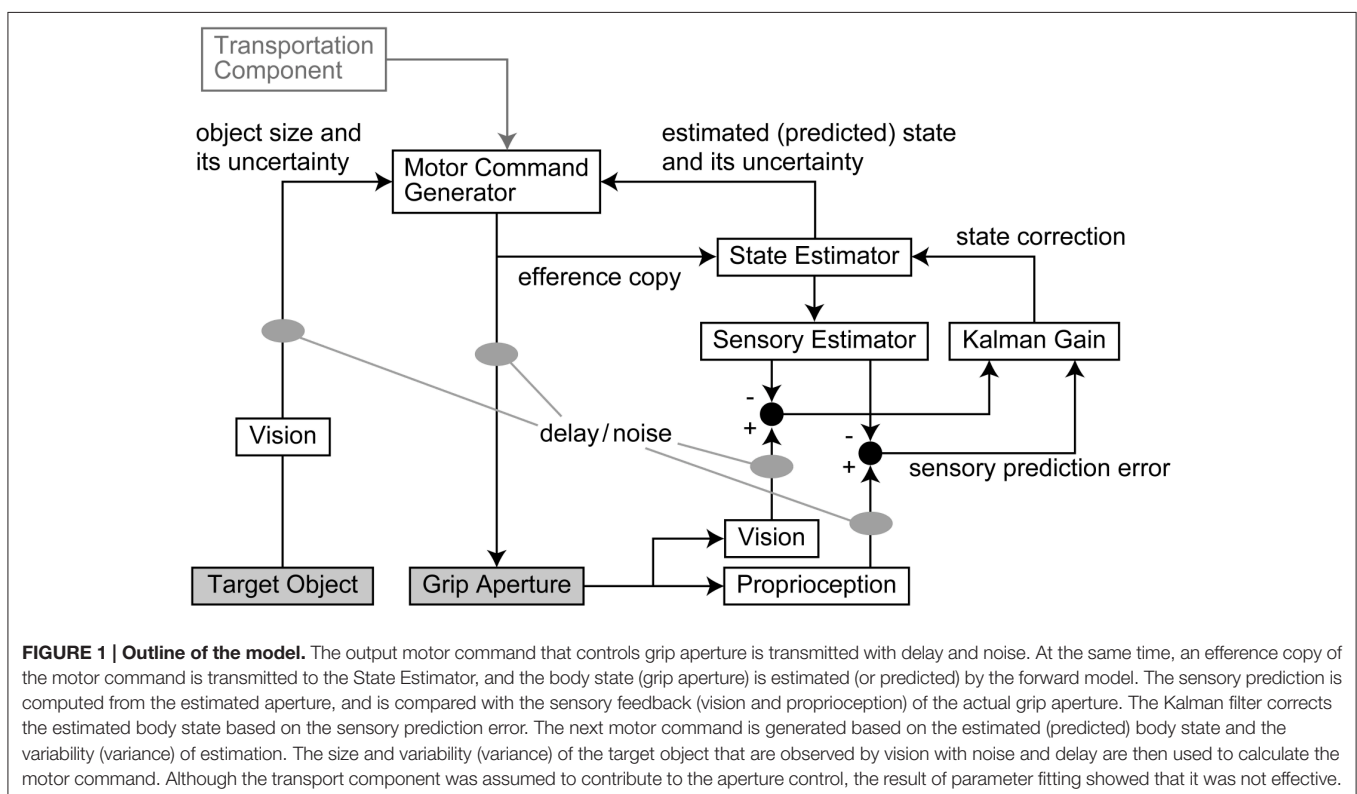 Transportation
Component
object size and
its uncertainty
estimated (predicted) state
and its uncertainty
Motor Command
Generator
state correction
State Estimator
efference copy
Sensory Estimator
Kalman Gain
-
+
Vision
delay/noise
-
+
sensory prediction error
Vision
Target Object
Grip Aperture
Proprioception
FIGURE 1 | Outline of the model. The output motor command that controls grip aperture is transmitted with delay and noise. At the same time, an efference copy of
the motor command is transmitted to the State Estimator, and the body state (grip aperture) is estimated (or predicted) by the forward model. The sensory prediction is
computed from the estimated aperture, and is compared with the sensory feedback (vision and proprioception) of the actual grip aperture. The Kalman filter corrects
the estimated body state based on the sensory prediction error. The next motor command is generated based on the estimated (predicted) body state and the
variability (variance) of estimation. The size and variability (variance) of the target object that are observed by vision with noise and delay are then used to calculate the
motor command. Although the transport component was assumed to contribute to the aperture control, the result of parameter fitting showed that it was not effective.